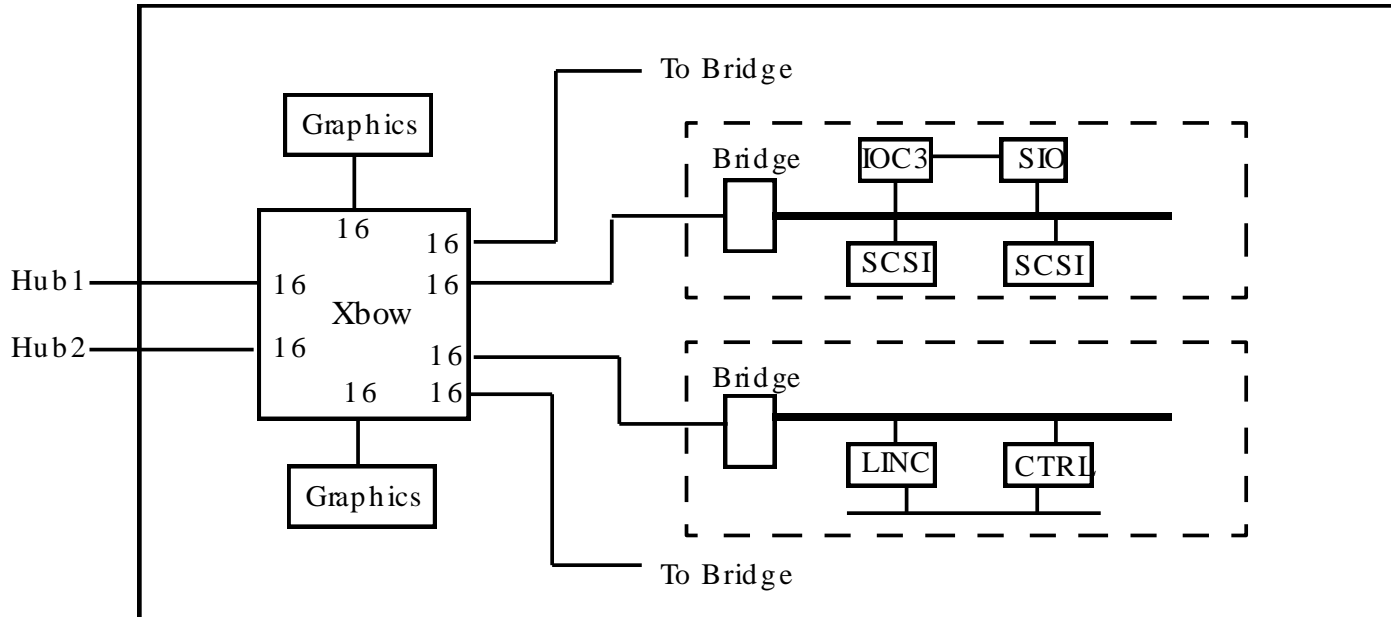 To Bridge
Graphics
Bridge
IOC3
SIO
16
16
Hub1
16
16
SCSI
SCSI
Xbow
Hub2
16
16
Bridge
16
16
LINC
CTRL
Graphics
To Bridge